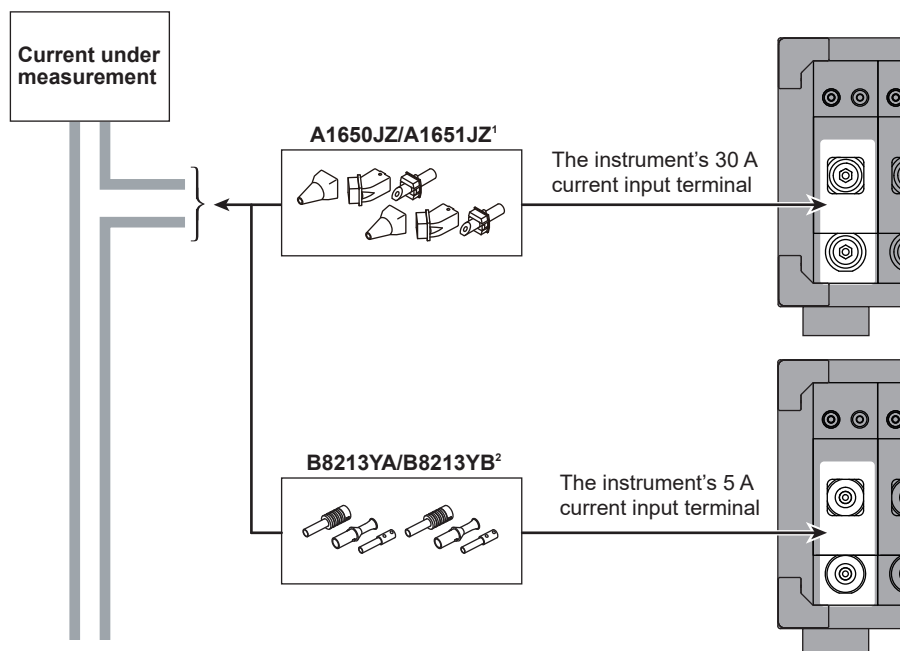 Current under
measurement
A1650JZ/A1651JZ¹
The instrument's 30 A
current input terminal
B8213YA/B8213YB²
The instrument's 5 A
current input terminal